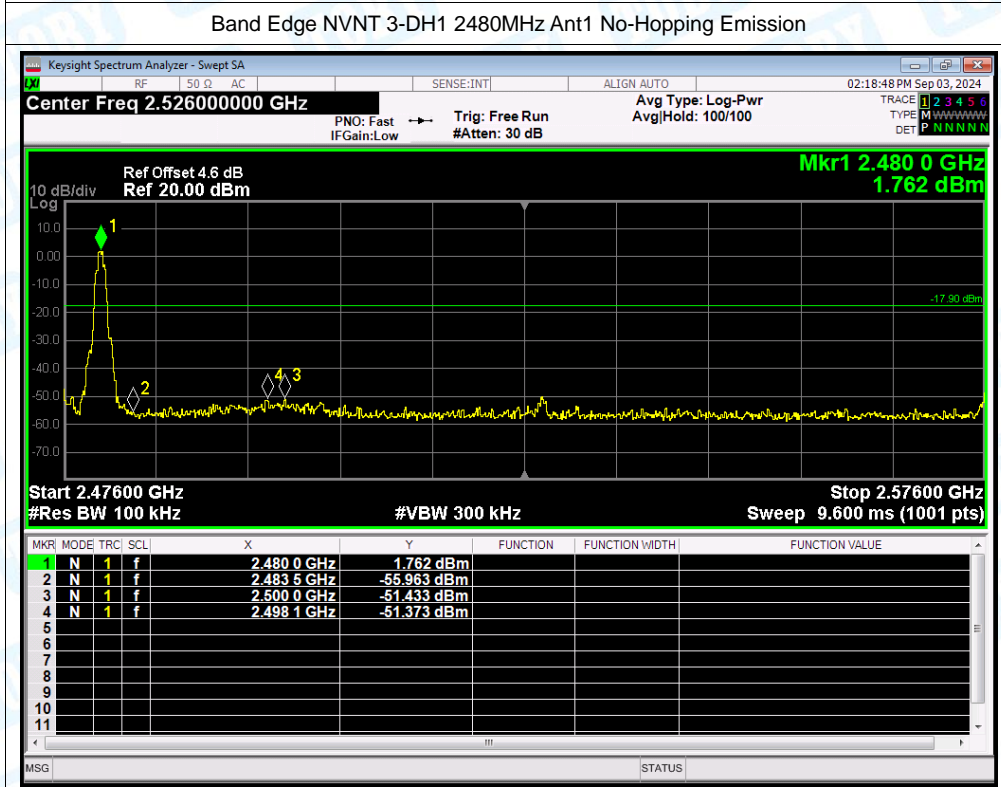 Band Edge NVNT 3-DH1 2480MHz Ant1 No-Hopping Emission
Keysight Spectrum Analyzer - Swept SA
LXI RF 50 Ω AC SENSE:INT ALIGN AUTO 02:18:48 PM Sep 03, 2024
Center Freq 2.526000000 GHz
PNO: Fast
IFGain:Low
Trig: Free Run
#Atten: 30 dB
Avg Type: Log-Pwr
Avg|Hold: 100/100
TRACE 1 2 3 4 5 6
TYPE M W W W W W
DET P N N N N N
Mkr1 2.480 0 GHz
1.762 dBm
Ref Offset 4.6 dB
10 dB/div Ref 20.00 dBm
Log
10.0
0.00
-10.0
-20.0
-30.0
-40.0
-50.0
-60.0
-70.0
1
2
4 3
-17.90 dBm
Start 2.47600 GHz Stop 2.57600 GHz
#Res BW 100 kHz #VBW 300 kHz Sweep 9.600 ms (1001 pts)
MKR MODE TRC SCL X Y FUNCTION FUNCTION WIDTH FUNCTION VALUE
1 N 1 f 2.480 0 GHz 1.762 dBm
2 N 1 f 2.483 5 GHz -55.963 dBm
3 N 1 f 2.500 0 GHz -51.433 dBm
4 N 1 f 2.498 1 GHz -51.373 dBm
5
6
7
8
9
10
11
MSG STATUS